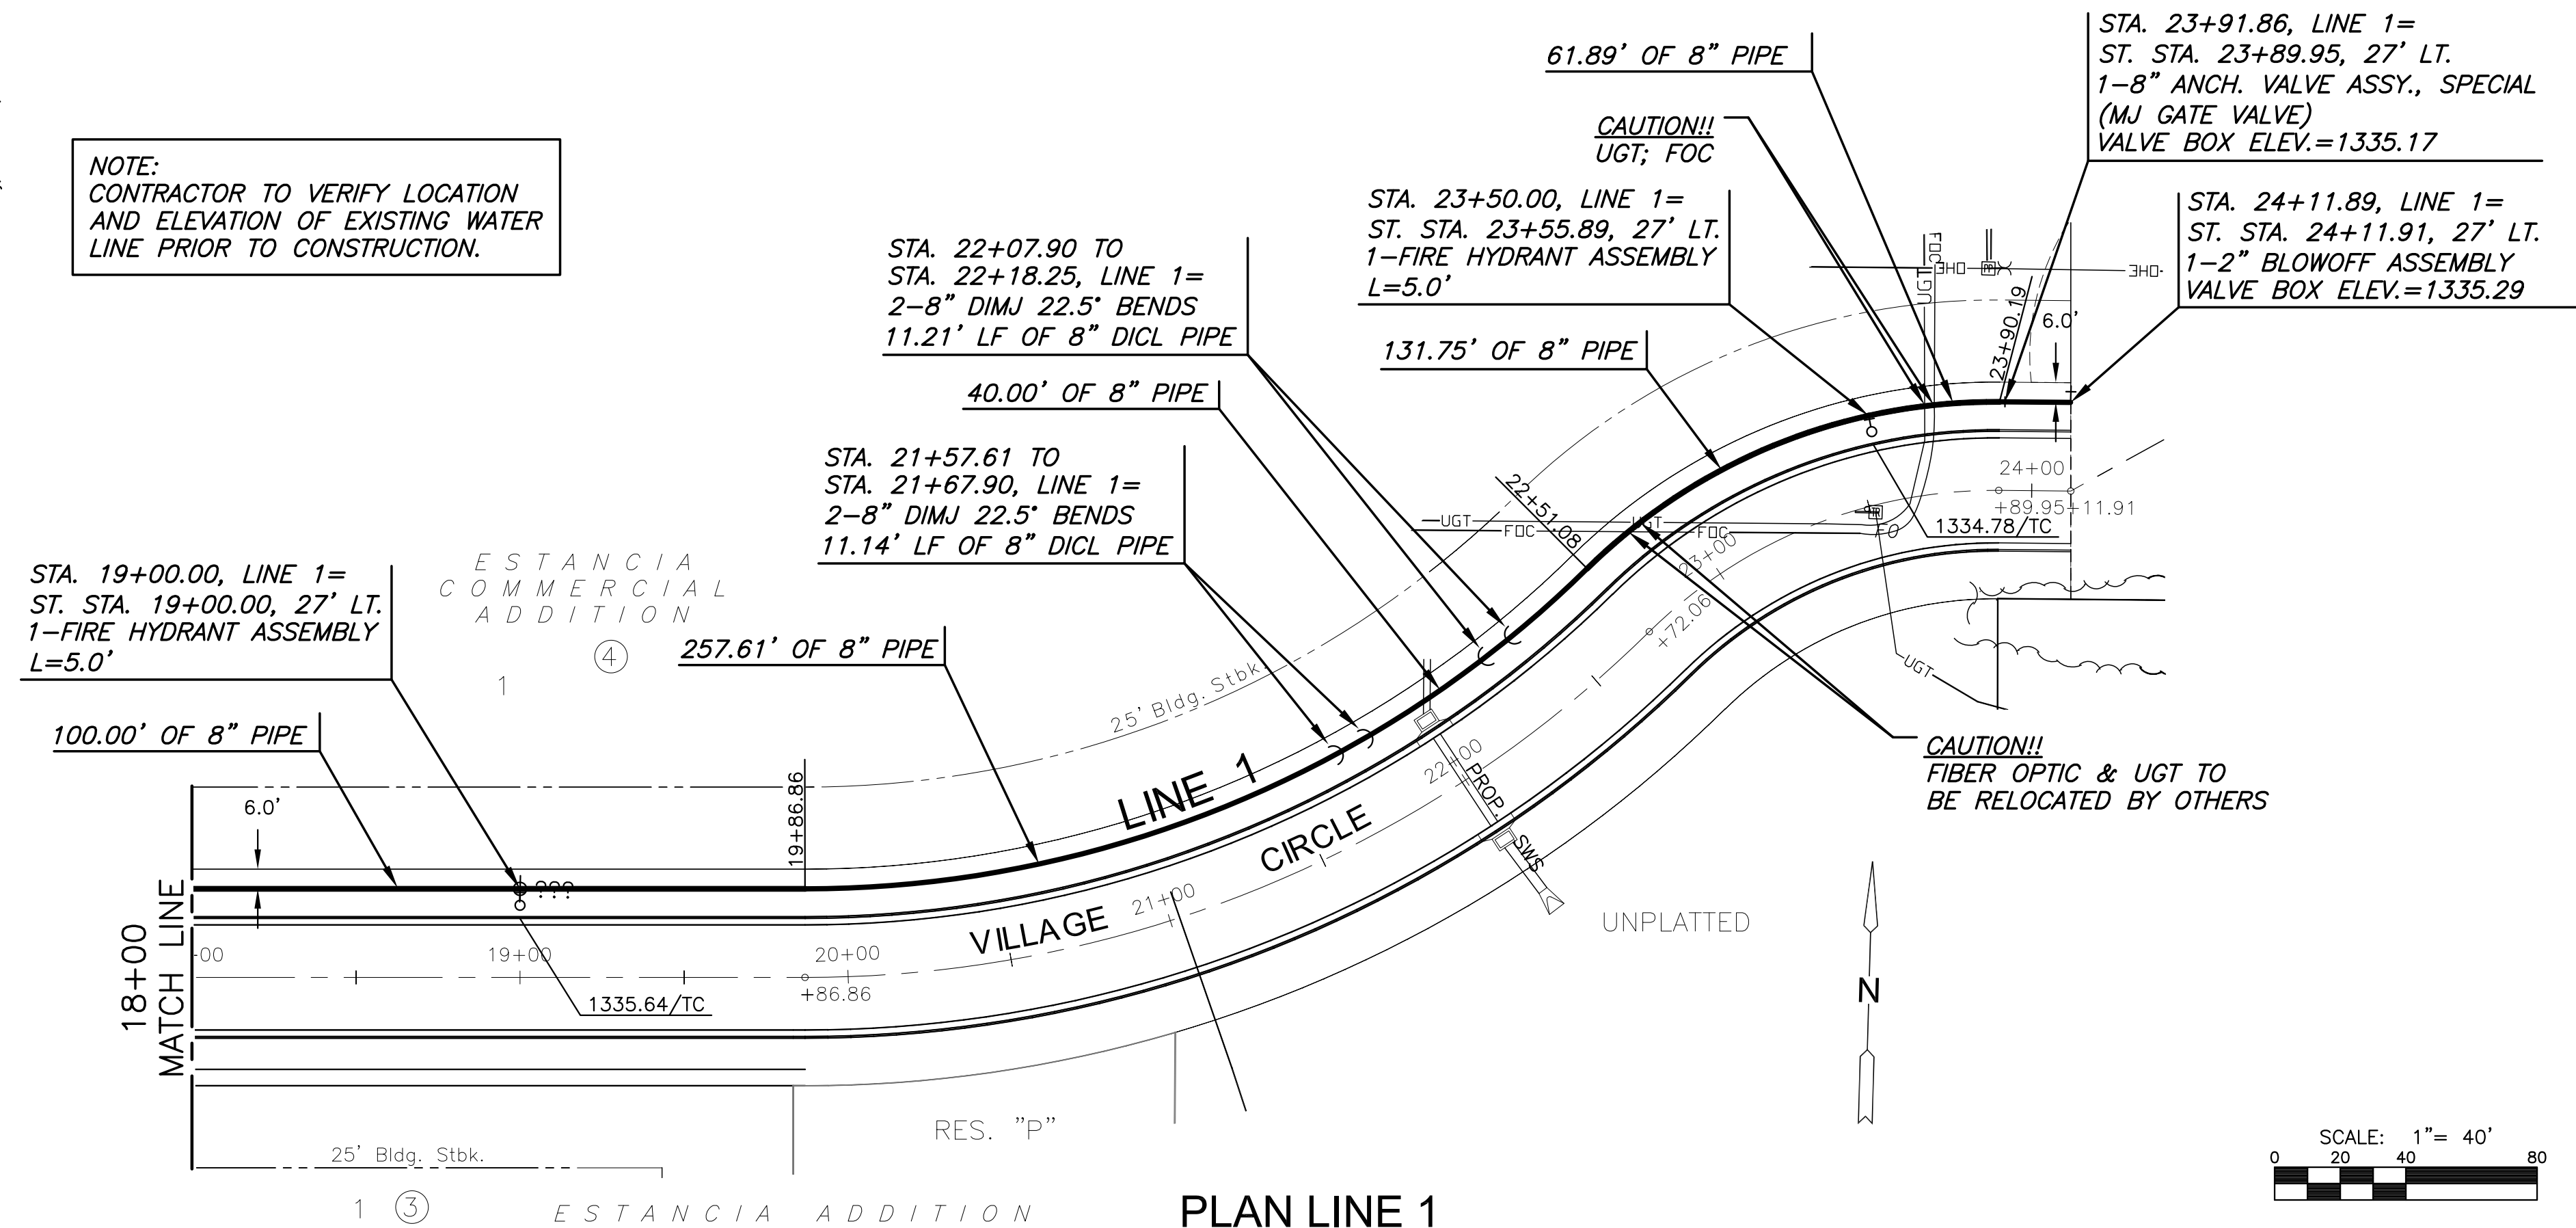 NOTE:
CONTRACTOR TO VERIFY LOCATION
AND ELEVATION OF EXISTING WATER
LINE PRIOR TO CONSTRUCTION.
STA. 19+00.00, LINE 1=
ST. STA. 19+00.00, 27' LT.
1-FIRE HYDRANT ASSEMBLY
L=5.0'
100.00' OF 8" PIPE
ESTANCIA
COMMERCIAL
ADDITION
4
1
257.61' OF 8" PIPE
STA. 21+57.61 TO
STA. 21+67.90, LINE 1=
2-8" DIMJ 22.5° BENDS
11.14' LF OF 8" DICL PIPE
40.00' OF 8" PIPE
STA. 22+07.90 TO
STA. 22+18.25, LINE 1=
2-8" DIMJ 22.5° BENDS
11.21' LF OF 8" DICL PIPE
131.75' OF 8" PIPE
STA. 23+50.00, LINE 1=
ST. STA. 23+55.89, 27' LT.
1-FIRE HYDRANT ASSEMBLY
L=5.0'
CAUTION!!
UGT; FOC
61.89' OF 8" PIPE
STA. 23+91.86, LINE 1=
ST. STA. 23+89.95, 27' LT.
1-8" ANCH. VALVE ASSY., SPECIAL
(MJ GATE VALVE)
VALVE BOX ELEV.=1335.17
STA. 24+11.89, LINE 1=
ST. STA. 24+11.91, 27' LT.
1-2" BLOWOFF ASSEMBLY
VALVE BOX ELEV.=1335.29
FOC
UGT
OHE
OHE
23+90.19
6.0'
24+00
+89.95
+11.91
1334.78/TC
FO
UGT
FOC
UGT
FOC
22+51.08
23+00
+72.06
UGT
CAUTION!!
FIBER OPTIC & UGT TO
BE RELOCATED BY OTHERS
25' Bldg. Stbk.
LINE 1
19+86.86
6.0'
???
18+00
MATCH LINE
-00
19+00
20+00
+86.86
1335.64/TC
VILLAGE
CIRCLE
21+00
22+00
PROP.
SWS
UNPLATTED
N
RES. "P"
25' Bldg. Stbk.
1
3
ESTANCIA ADDITION
PLAN LINE 1
SCALE: 1"= 40'
0 20 40 80